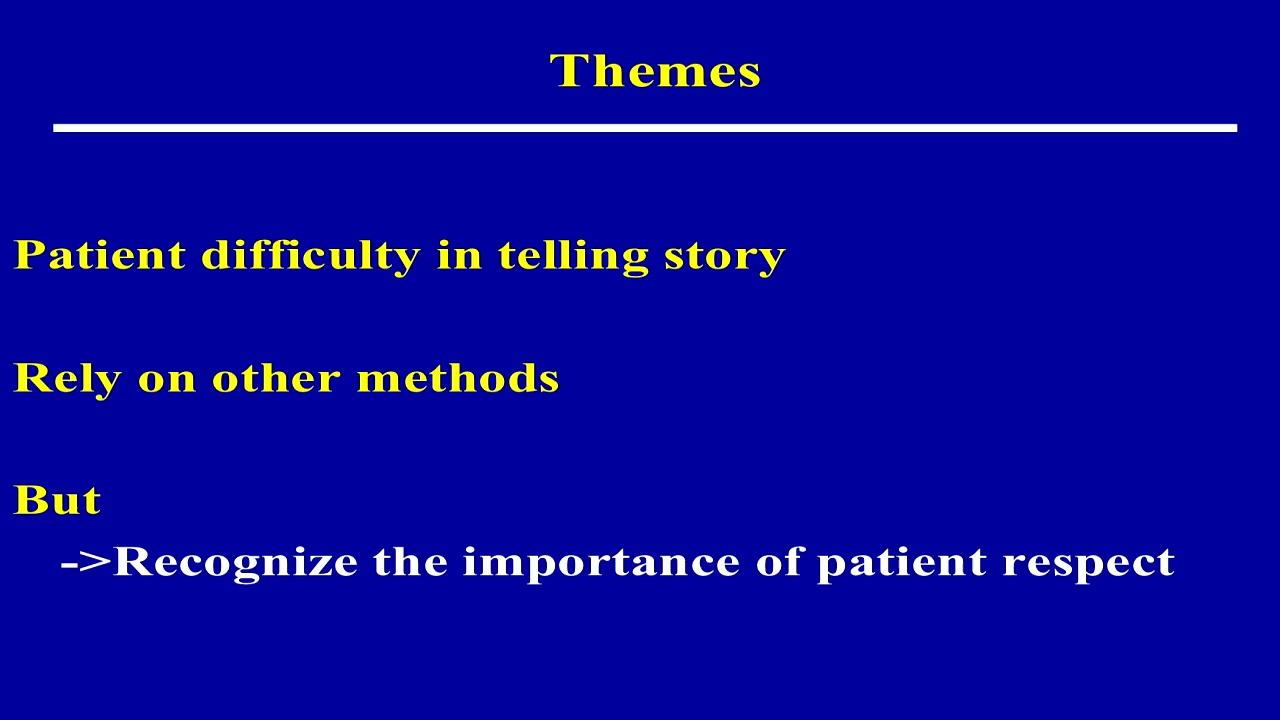 Themes
Patient difficulty in telling story
Rely on other methods
But
->Recognize the importance of patient respect